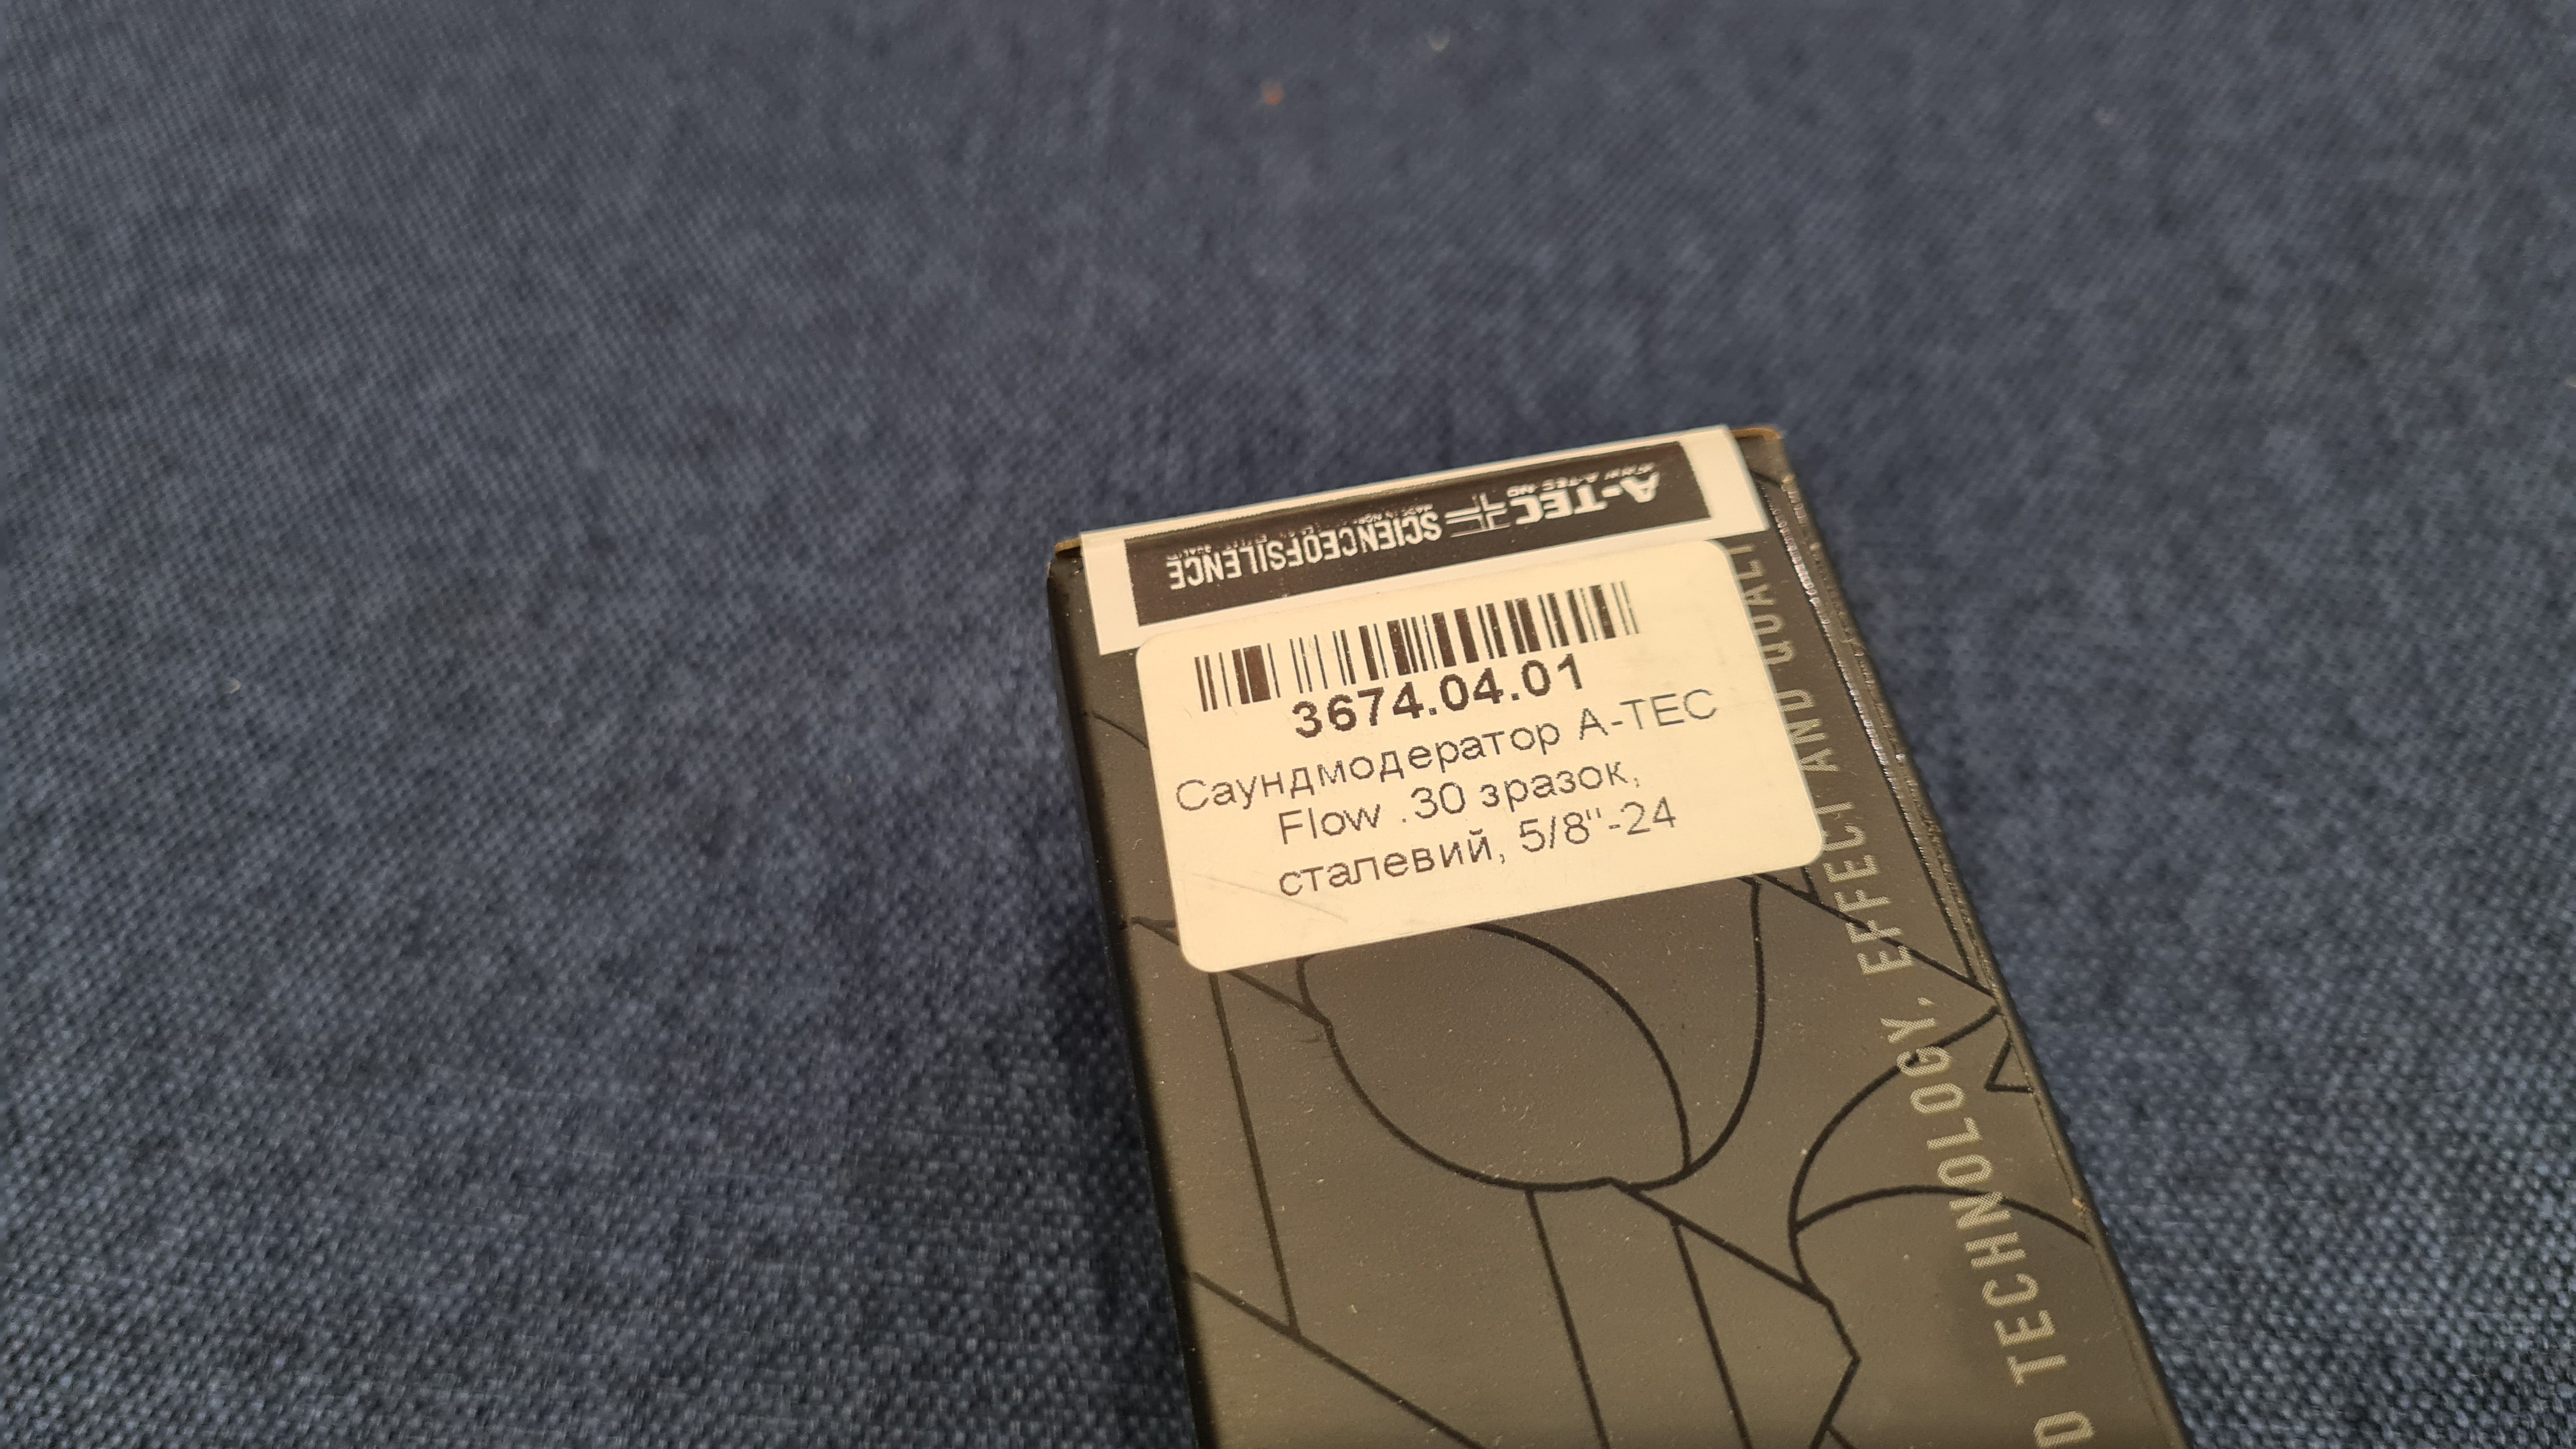 A-TEC
SCIENCEOFSILENCE
3674.04.01
Саундмодератор A-TEC
Flow .30 зразок,
сталевий, 5/8"-24
D TECHNOLOGY, EFFECT AND QUALI